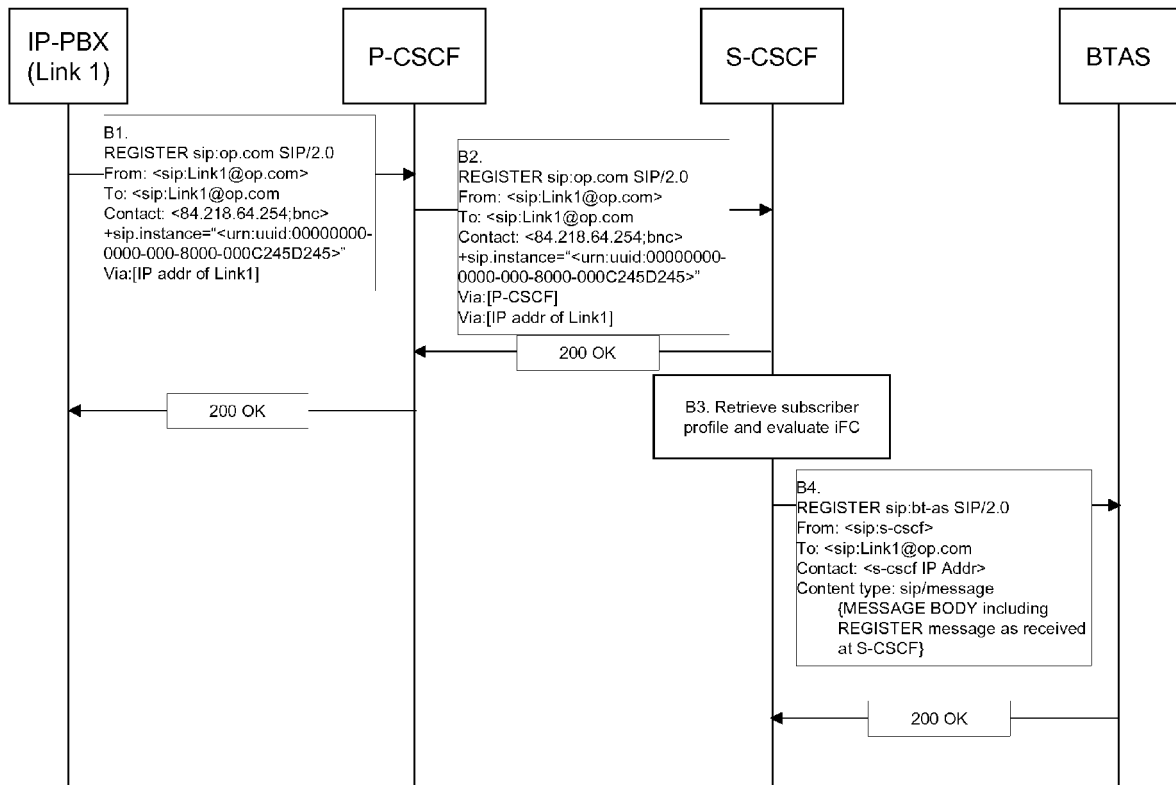 IP-PBX
(Link 1)
P-CSCF
S-CSCF
BTAS
B1.
REGISTER sip:op.com SIP/2.0
From: <sip:Link1@op.com>
To: <sip:Link1@op.com
Contact: <84.218.64.254;bnc>
+sip.instance=“<urn:uuid:00000000-
0000-000-8000-000C245D245>”
Via:[IP addr of Link1]
B2.
REGISTER sip:op.com SIP/2.0
From: <sip:Link1@op.com>
To: <sip:Link1@op.com
Contact: <84.218.64.254;bnc>
+sip.instance=“<urn:uuid:00000000-
0000-000-8000-000C245D245>”
Via:[P-CSCF]
Via:[IP addr of Link1]
200 OK
200 OK
B3. Retrieve subscriber
profile and evaluate iFC
B4.
REGISTER sip:bt-as SIP/2.0
From: <sip:s-cscf>
To: <sip:Link1@op.com
Contact: <s-cscf IP Addr>
Content type: sip/message
{MESSAGE BODY including
REGISTER message as received
at S-CSCF}
200 OK